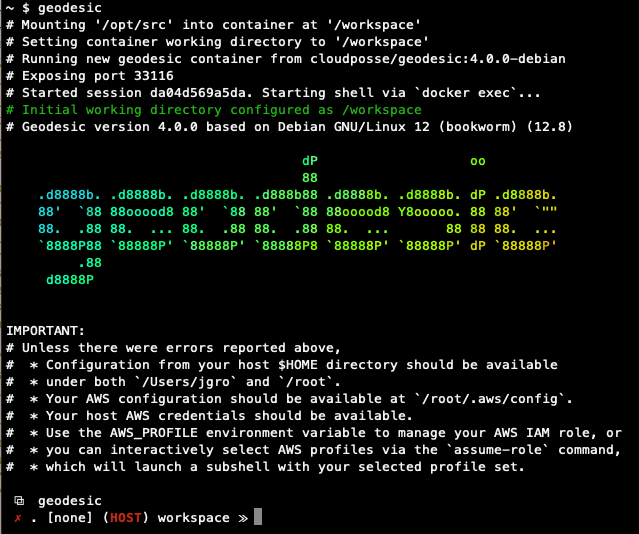 ~ $ geodesic
# Mounting '/opt/src' into container at '/workspace'
# Setting container working directory to '/workspace'
# Running new geodesic container from cloudposse/geodesic:4.0.0-debian
# Exposing port 33116
# Started session da04d569a5da. Starting shell via `docker exec`...
# Initial working directory configured as /workspace
# Geodesic version 4.0.0 based on Debian GNU/Linux 12 (bookworm) (12.8)
                                     dP                   oo
                                     88
    .d8888b. .d8888b. .d8888b. .d888b88 .d8888b. .d8888b. dP .d8888b.
    88'  `88 88ooood8 88'  `88 88'  `88 88ooood8 Y8ooooo. 88 88'  `""
    88.  .88 88.  ... 88.  .88 88.  .88 88.  ...       88 88 88.  ...
    `8888P88 `88888P' `88888P' `88888P8 `88888P' `88888P' dP `88888P'
         .88
     d8888P
IMPORTANT:
# Unless there were errors reported above,
#  * Configuration from your host $HOME directory should be available
#  * under both `/Users/jgro` and `/root`.
#  * Your AWS configuration should be available at `/root/.aws/config`.
#  * Your host AWS credentials should be available.
#  * Use the AWS_PROFILE environment variable to manage your AWS IAM role, or
#  * you can interactively select AWS profiles via the `assume-role` command,
#  * which will launch a subshell with your selected profile set.
⧉  geodesic
✗ . [none] (HOST) workspace ⨠